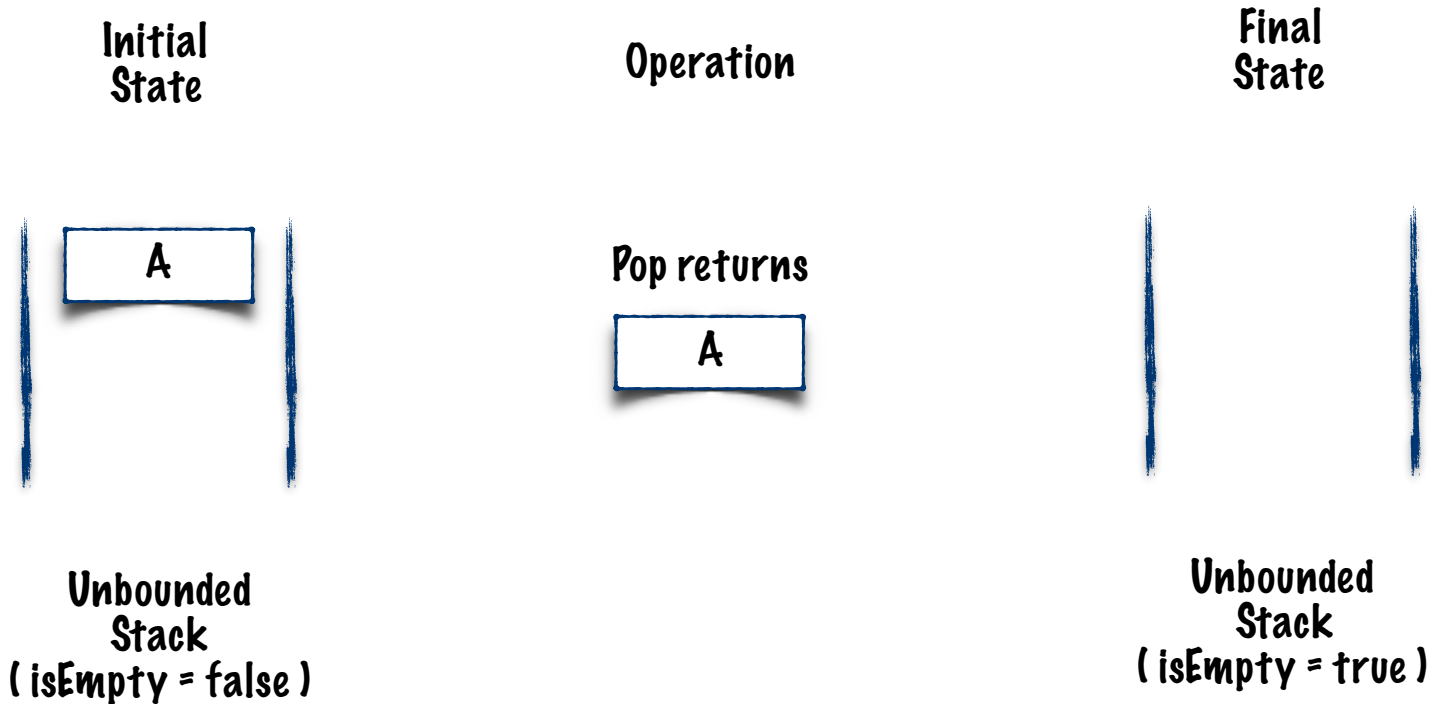 Initial
State
Operation
Final
State
A
Pop returns
A
Unbounded
Stack
( isEmpty = false )
Unbounded
Stack
( isEmpty = true )